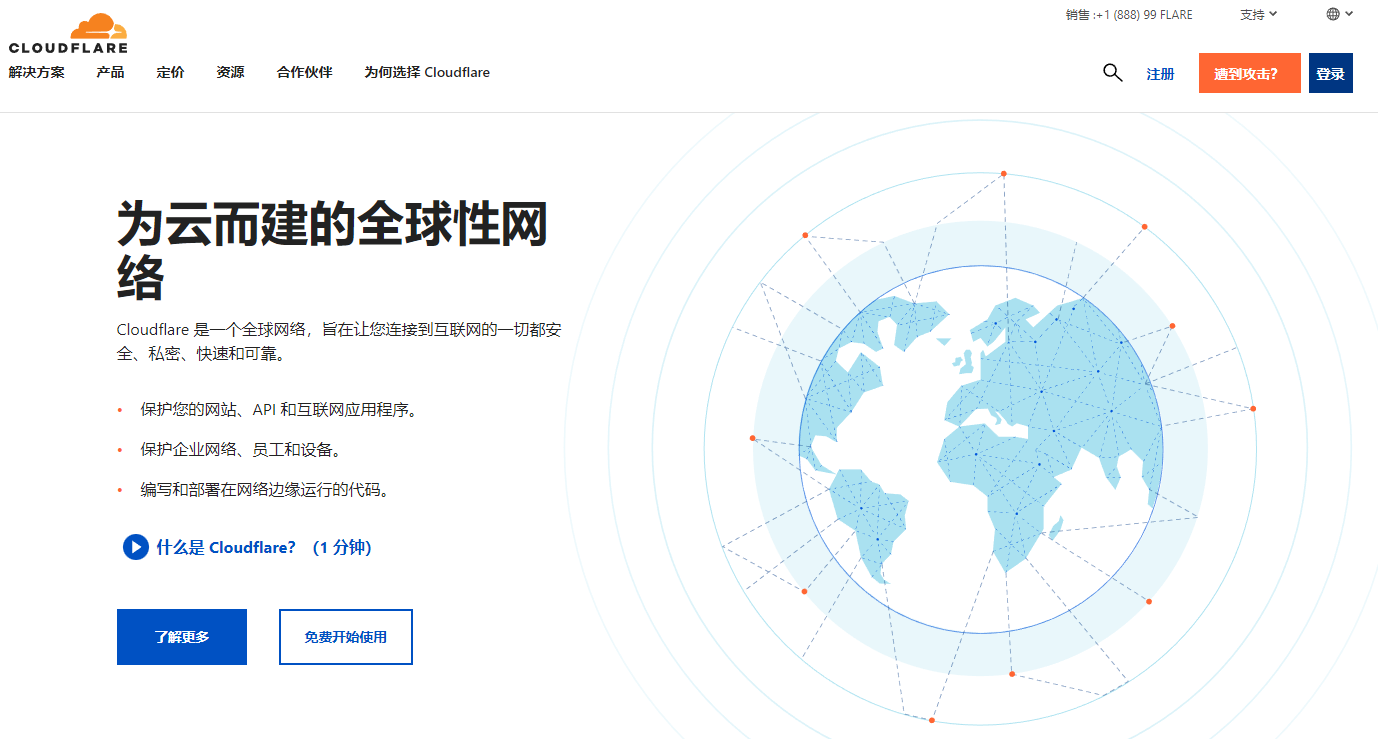 销售 :+1 (888) 99 FLARE
支持
CLOUDFLARE
解决方案 产品 定价 资源 合作伙伴 为何选择 Cloudflare
注册
遭到攻击?
登录
为云而建的全球性网
络
Cloudflare 是一个全球网络，旨在让您连接到互联网的一切都安
全、私密、快速和可靠。
保护您的网站、API 和互联网应用程序。
保护企业网络、员工和设备。
编写和部署在网络边缘运行的代码。
什么是 Cloudflare? （1 分钟）
了解更多
免费开始使用